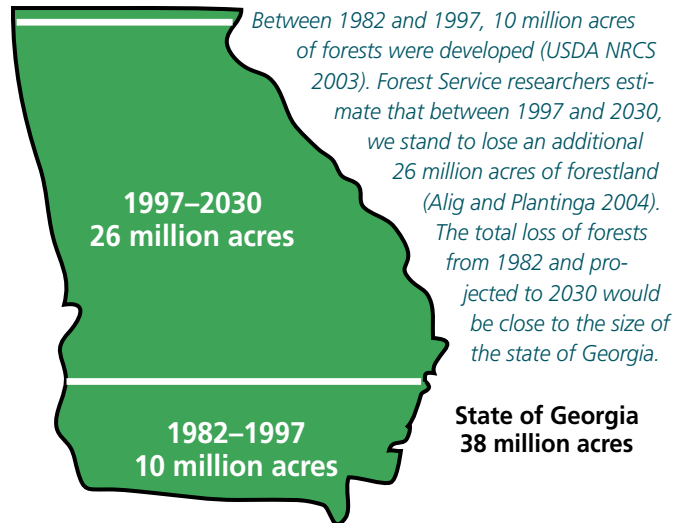 Between 1982 and 1997, 10 million acres
of forests were developed (USDA NRCS
2003). Forest Service researchers esti-
mate that between 1997 and 2030,
we stand to lose an additional
26 million acres of forestland
(Alig and Plantinga 2004).
The total loss of forests
from 1982 and pro-
jected to 2030 would
be close to the size of
the state of Georgia.
1997–2030
26 million acres
1982–1997
10 million acres
State of Georgia
38 million acres